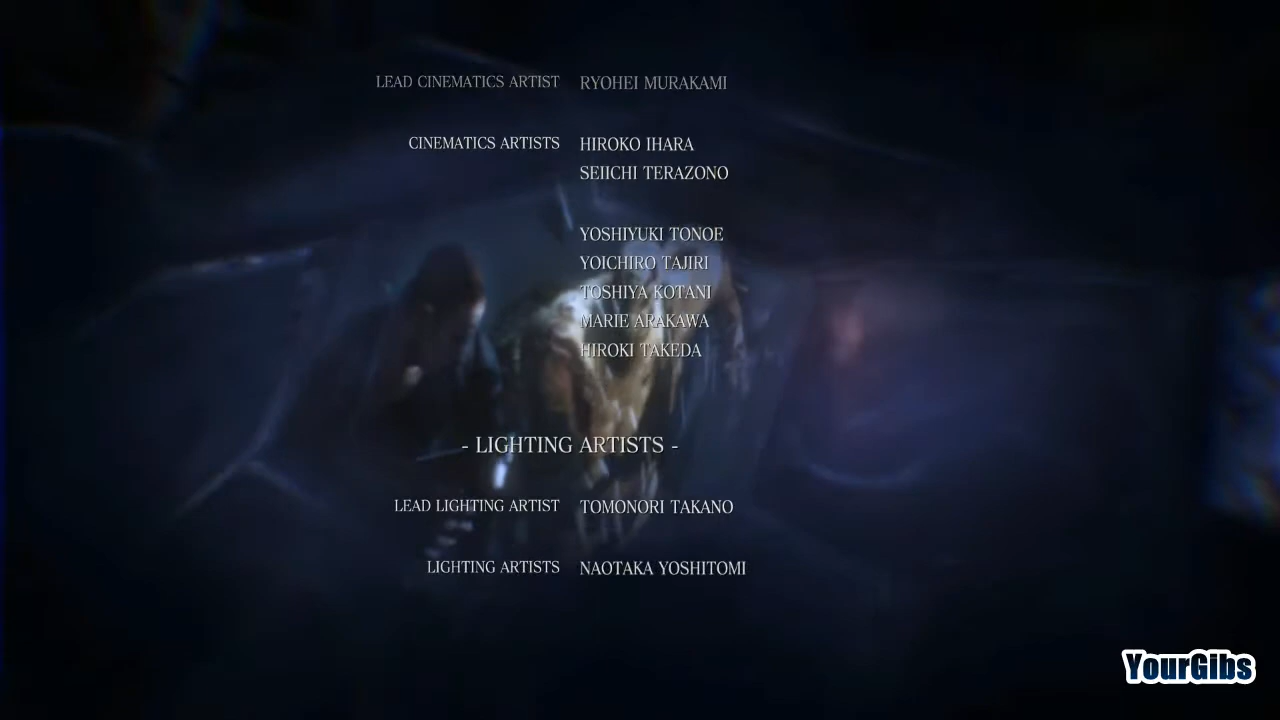 LEAD CINEMATICS ARTIST RYOHEI MURAKAMI
CINEMATICS ARTISTS HIROKO IHARA
SEIICHI TERAZONO
YOSHIYUKI TONOE
YOICHIRO TAJIRI
TOSHIYA KOTANI
MARIE ARAKAWA
HIROKI TAKEDA
- LIGHTING ARTISTS -
LEAD LIGHTING ARTIST TOMONORI TAKANO
LIGHTING ARTISTS NAOTAKA YOSHITOMI
YourGibs